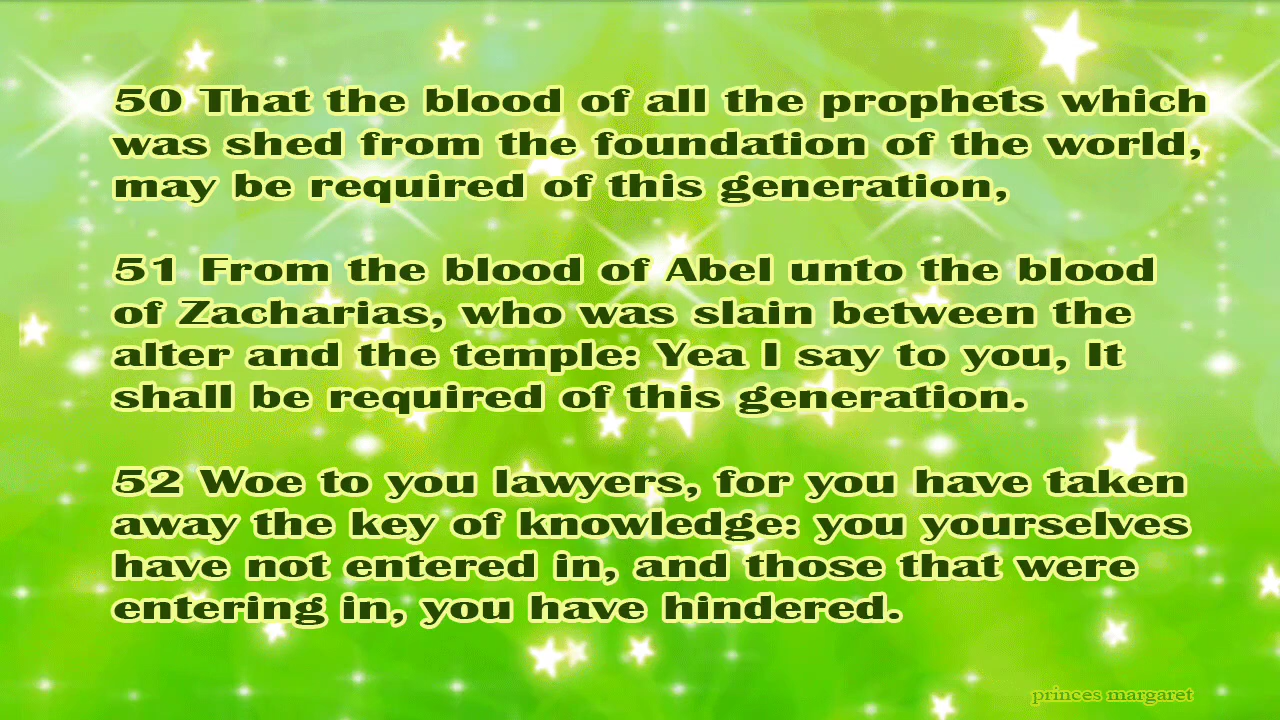 50 That the blood of all the prophets which
was shed from the foundation of the world,
may be required of this generation,
51 From the blood of Abel unto the blood
of Zacharias, who was slain between the
alter and the temple: Yea I say to you, It
shall be required of this generation.
52 Woe to you lawyers, for you have taken
away the key of knowledge: you yourselves
have not entered in, and those that were
entering in, you have hindered.
princes margaret